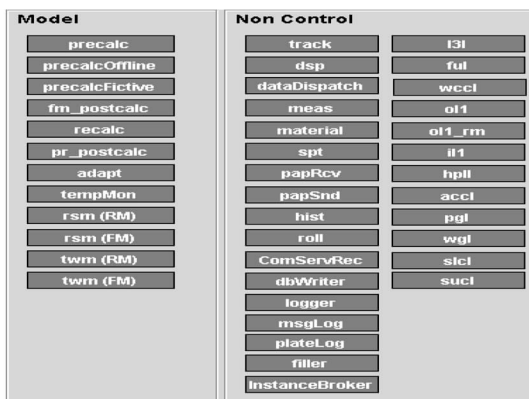 Model
precalc
precalcOffline
precalcFictive
fm_postcalc
recalc
pr_postcalc
adapt
tempMon
rsm (RM)
rsm (FM)
twm (RM)
twm (FM)
Non Control
track
dsp
dataDispatch
meas
material
spt
papRcv
papSnd
hist
roll
ComServRec
dbWriter
logger
msgLog
plateLog
filler
InstanceBroker
l3l
ful
wccl
ol1
ol1_rm
il1
hpll
accl
pgl
wgl
slcl
sucl